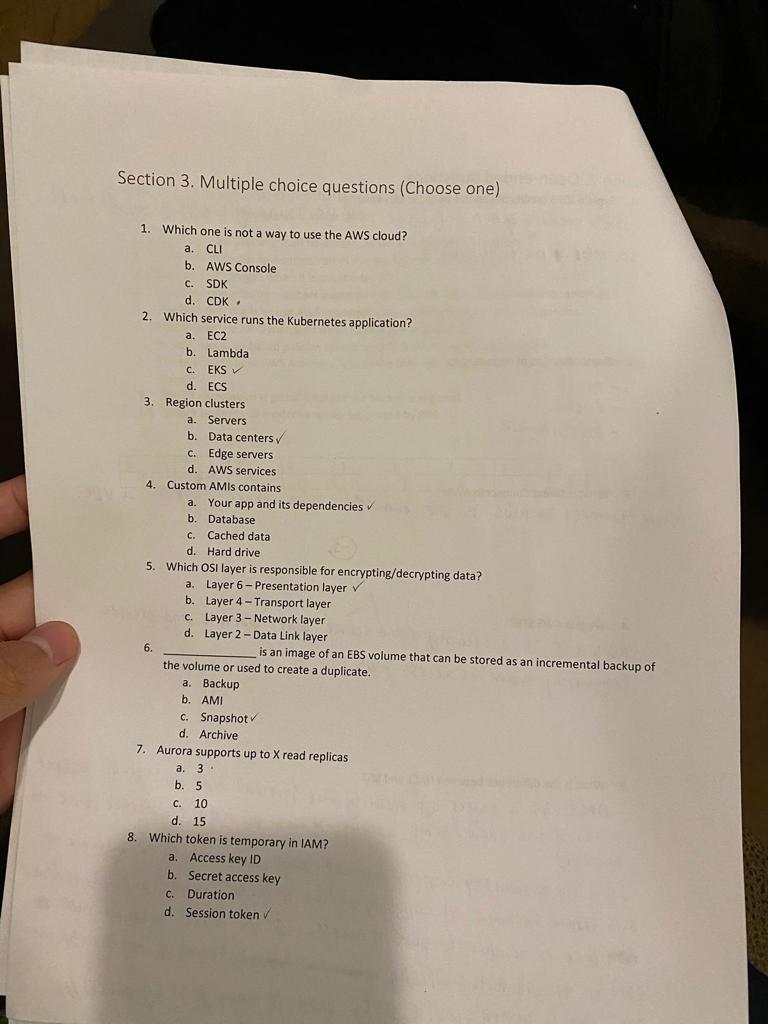 Section 3. Multiple choice questions (Choose one)
1. Which one is not a way to use the AWS cloud?
a. CLI
b. AWS Console
c. SDK
d. CDK
2. Which service runs the Kubernetes application?
a. EC2
b. Lambda
c. EKS ✓
d. ECS
3. Region clusters
a. Servers
b. Data centers ✓
c. Edge servers
d. AWS services
4. Custom AMIs contains
a. Your app and its dependencies ✓
b. Database
c. Cached data
d. Hard drive
5. Which OSI layer is responsible for encrypting/decrypting data?
a. Layer 6 – Presentation layer ✓
b. Layer 4 – Transport layer
c. Layer 3 – Network layer
d. Layer 2 – Data Link layer
6. ______________ is an image of an EBS volume that can be stored as an incremental backup of
the volume or used to create a duplicate.
a. Backup
b. AMI
c. Snapshot ✓
d. Archive
7. Aurora supports up to X read replicas
a. 3
b. 5
c. 10
d. 15
8. Which token is temporary in IAM?
a. Access key ID
b. Secret access key
c. Duration
d. Session token ✓